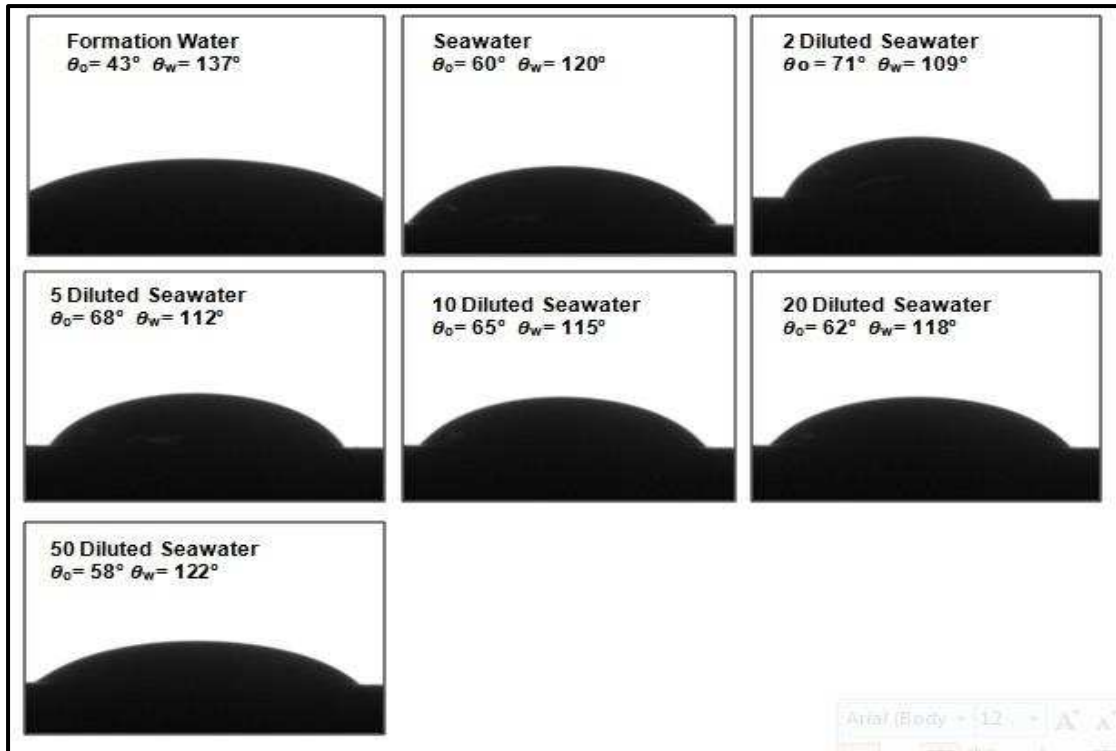 Formation Water
θo= 43° θw= 137°
Seawater
θo= 60° θw= 120°
2 Diluted Seawater
θo= 71° θw= 109°
5 Diluted Seawater
θo= 68° θw= 112°
10 Diluted Seawater
θo= 65° θw= 115°
20 Diluted Seawater
θo= 62° θw= 118°
50 Diluted Seawater
θo= 58° θw= 122°
Arial (Body 12 A A